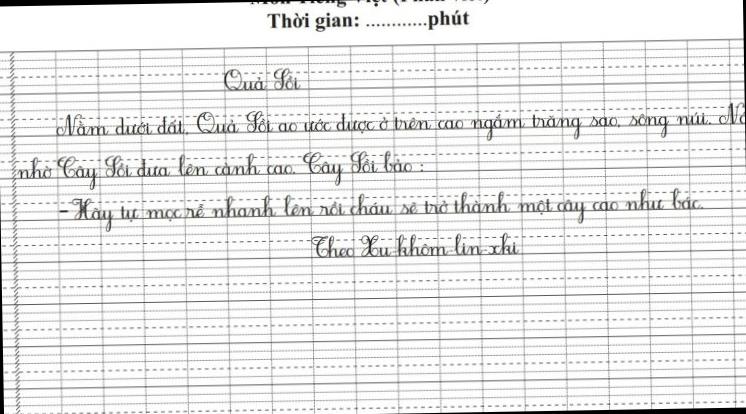 Thời gian: ............phút
Quả Sồi
Nằm dưới đất, Quả Sồi ao ước được ở trên cao ngắm trăng sao, sông núi. Nó
nhờ Cây Sồi đưa lên cành cao. Cây Sồi bảo :
- Hãy tự mọc rễ nhanh lên rồi cháu sẽ trở thành một cây cao như bác.
Theo Xu-khôm-lin-xki